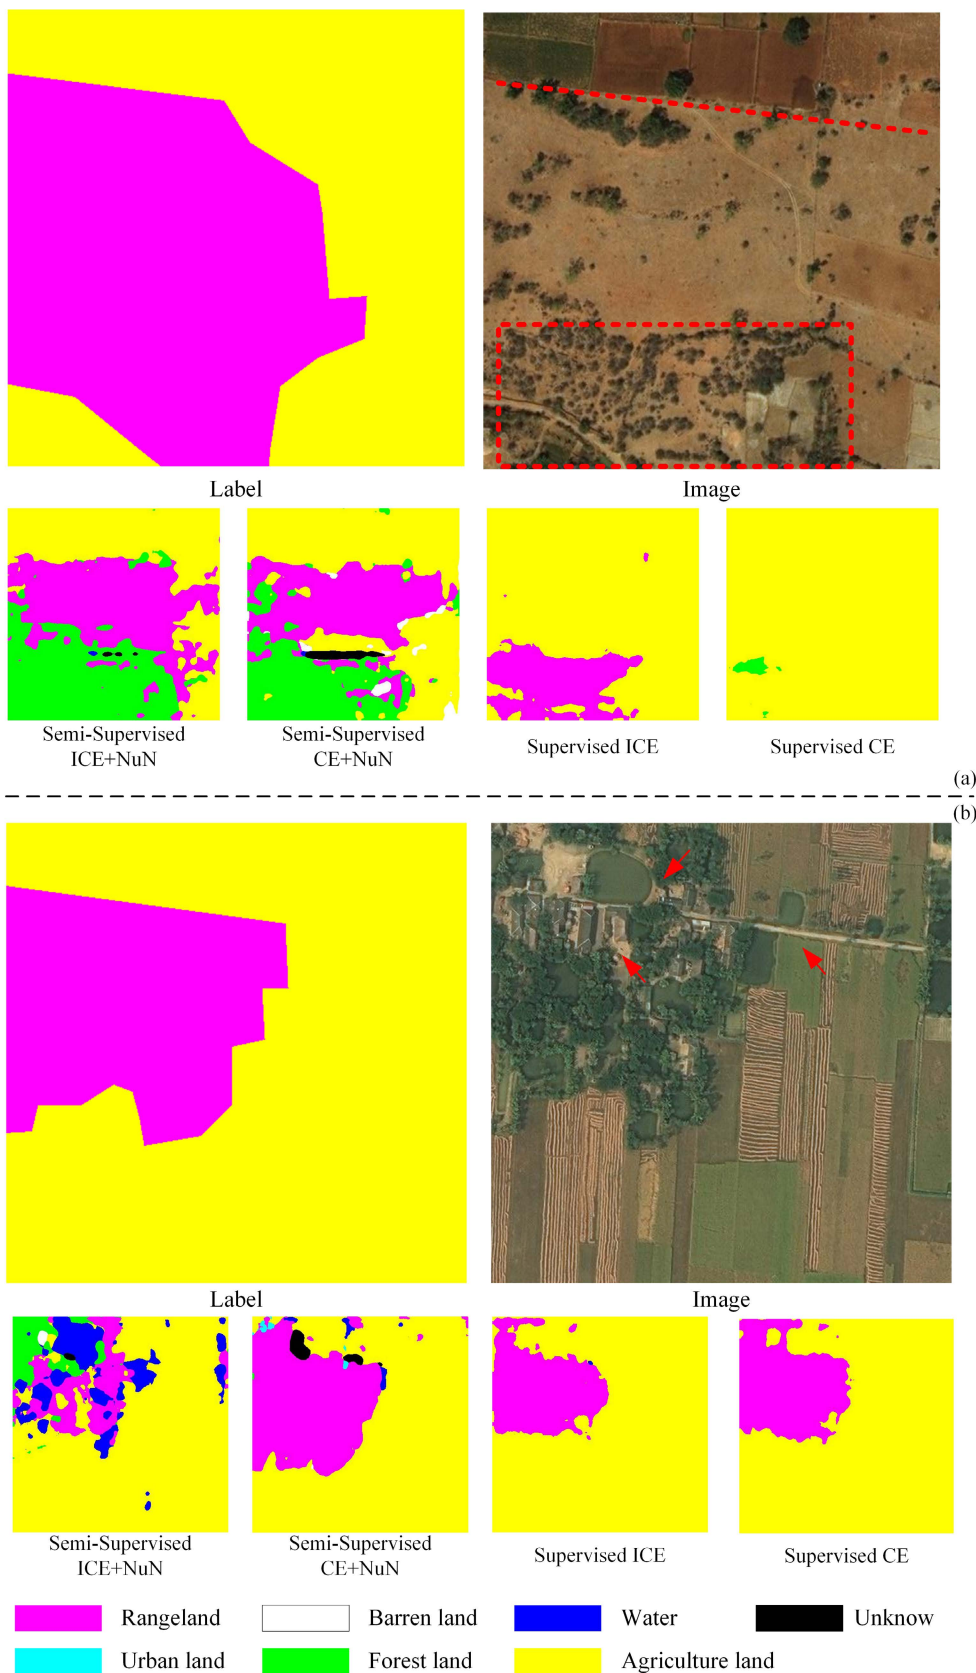 Label Image
Semi-Supervised ICE+NuN
Semi-Supervised CE+NuN
Supervised ICE
Supervised CE
(a)
(b)
Label Image
Semi-Supervised ICE+NuN
Semi-Supervised CE+NuN
Supervised ICE
Supervised CE
Rangeland Barren land Water Unknow
Urban land Forest land Agriculture land